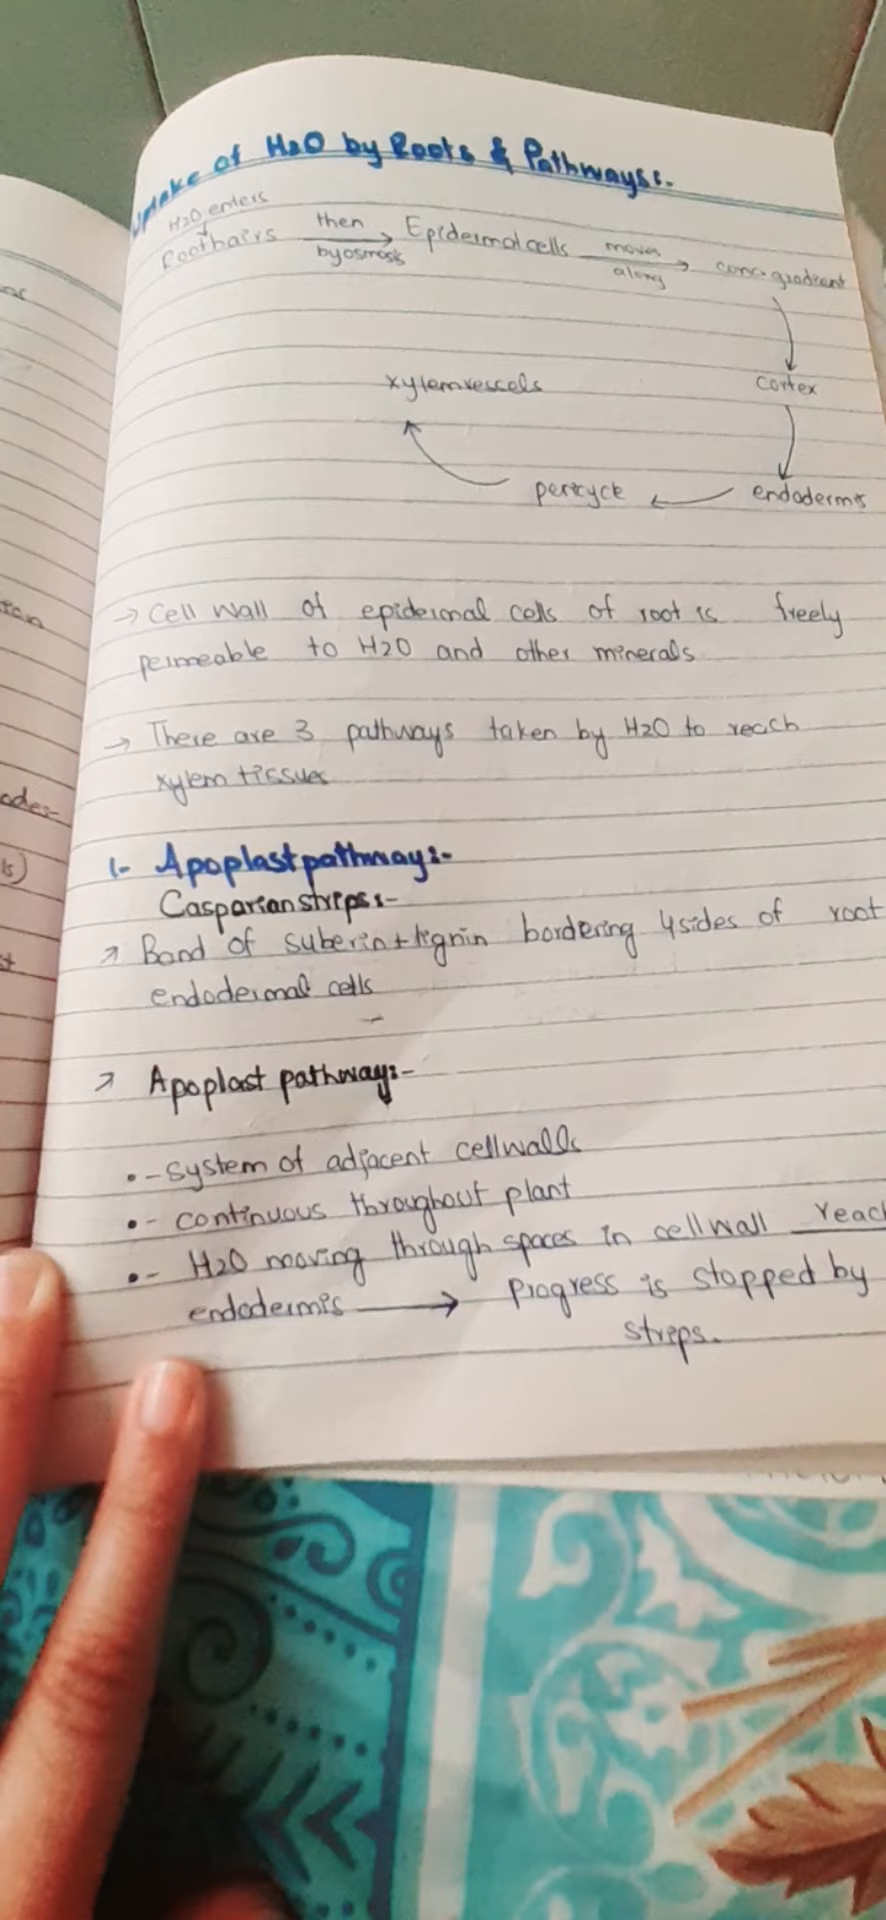 Uptake of H2O by Roots & Pathways:-
H2O enters
Roothairs then by osmosis Epidermal cells moves along conc. gradient
xylem vessels cortex
pericycle endodermis
→ Cell wall of epidermal cells of root is freely
permeable to H2O and other minerals
→ There are 3 pathways taken by H2O to reach
xylem tissues
1- Apoplast pathway:-
Casparian strips:-
↗ Band of suberin + lignin bordering 4 sides of root
endodermal cells
↗ Apoplast pathway:-
•- system of adjacent cellwalls
•- continuous throughout plant
•- H2O moving through spaces in cellwall reach
endodermis → Progress is stopped by
strips.